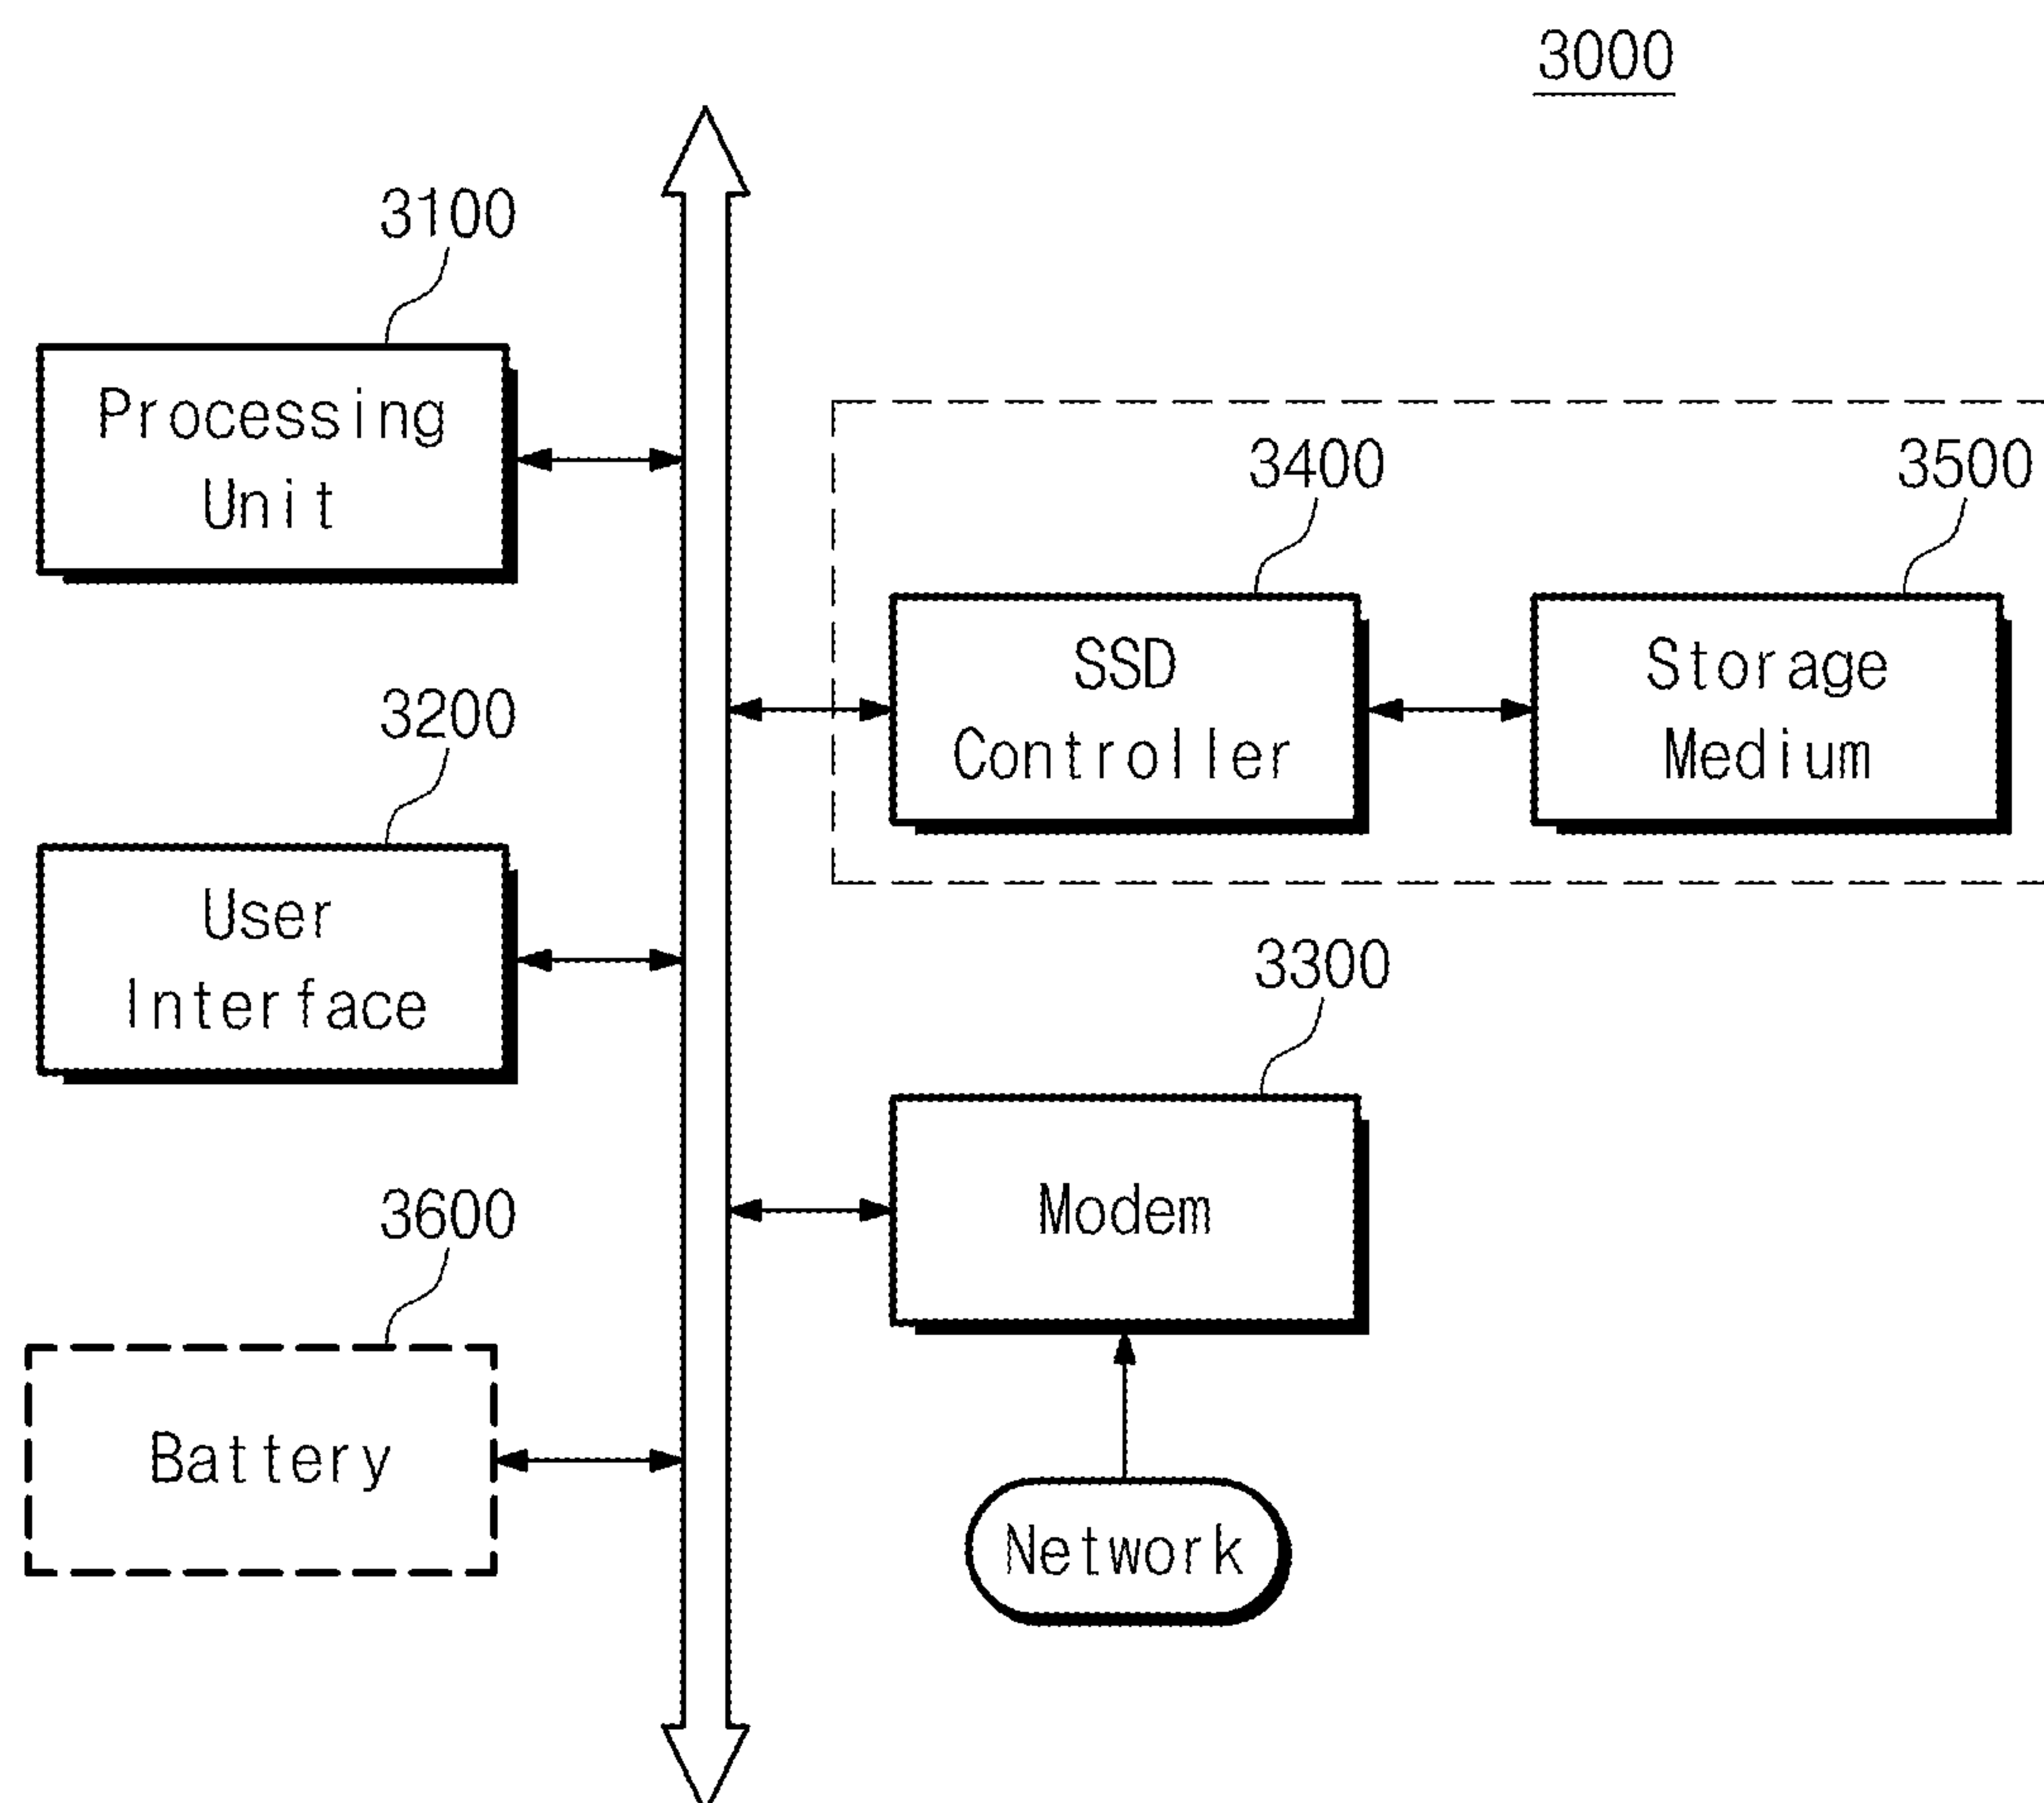 3000
3100
Processing
Unit
3400
3500
SSD
Controller
Storage
Medium
3200
User
Interface
3300
Modem
3600
Battery
Network